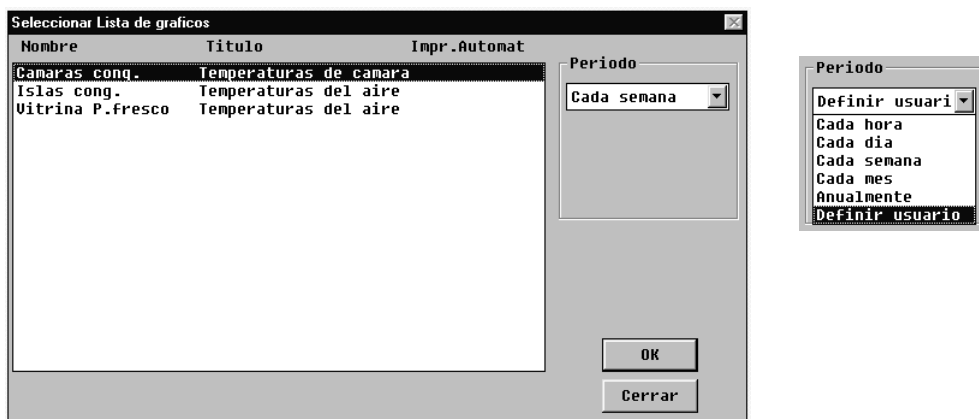 Seleccionar Lista de graficos
Nombre Titulo Impr.Automat
Camaras cong. Temperaturas de camara
Islas cong. Temperaturas del aire
Vitrina P.fresco Temperaturas del aire
Periodo
Cada semana
OK
Cerrar
Periodo
Definir usuari
Cada hora
Cada dia
Cada semana
Cada mes
Anualmente
Definir usuario